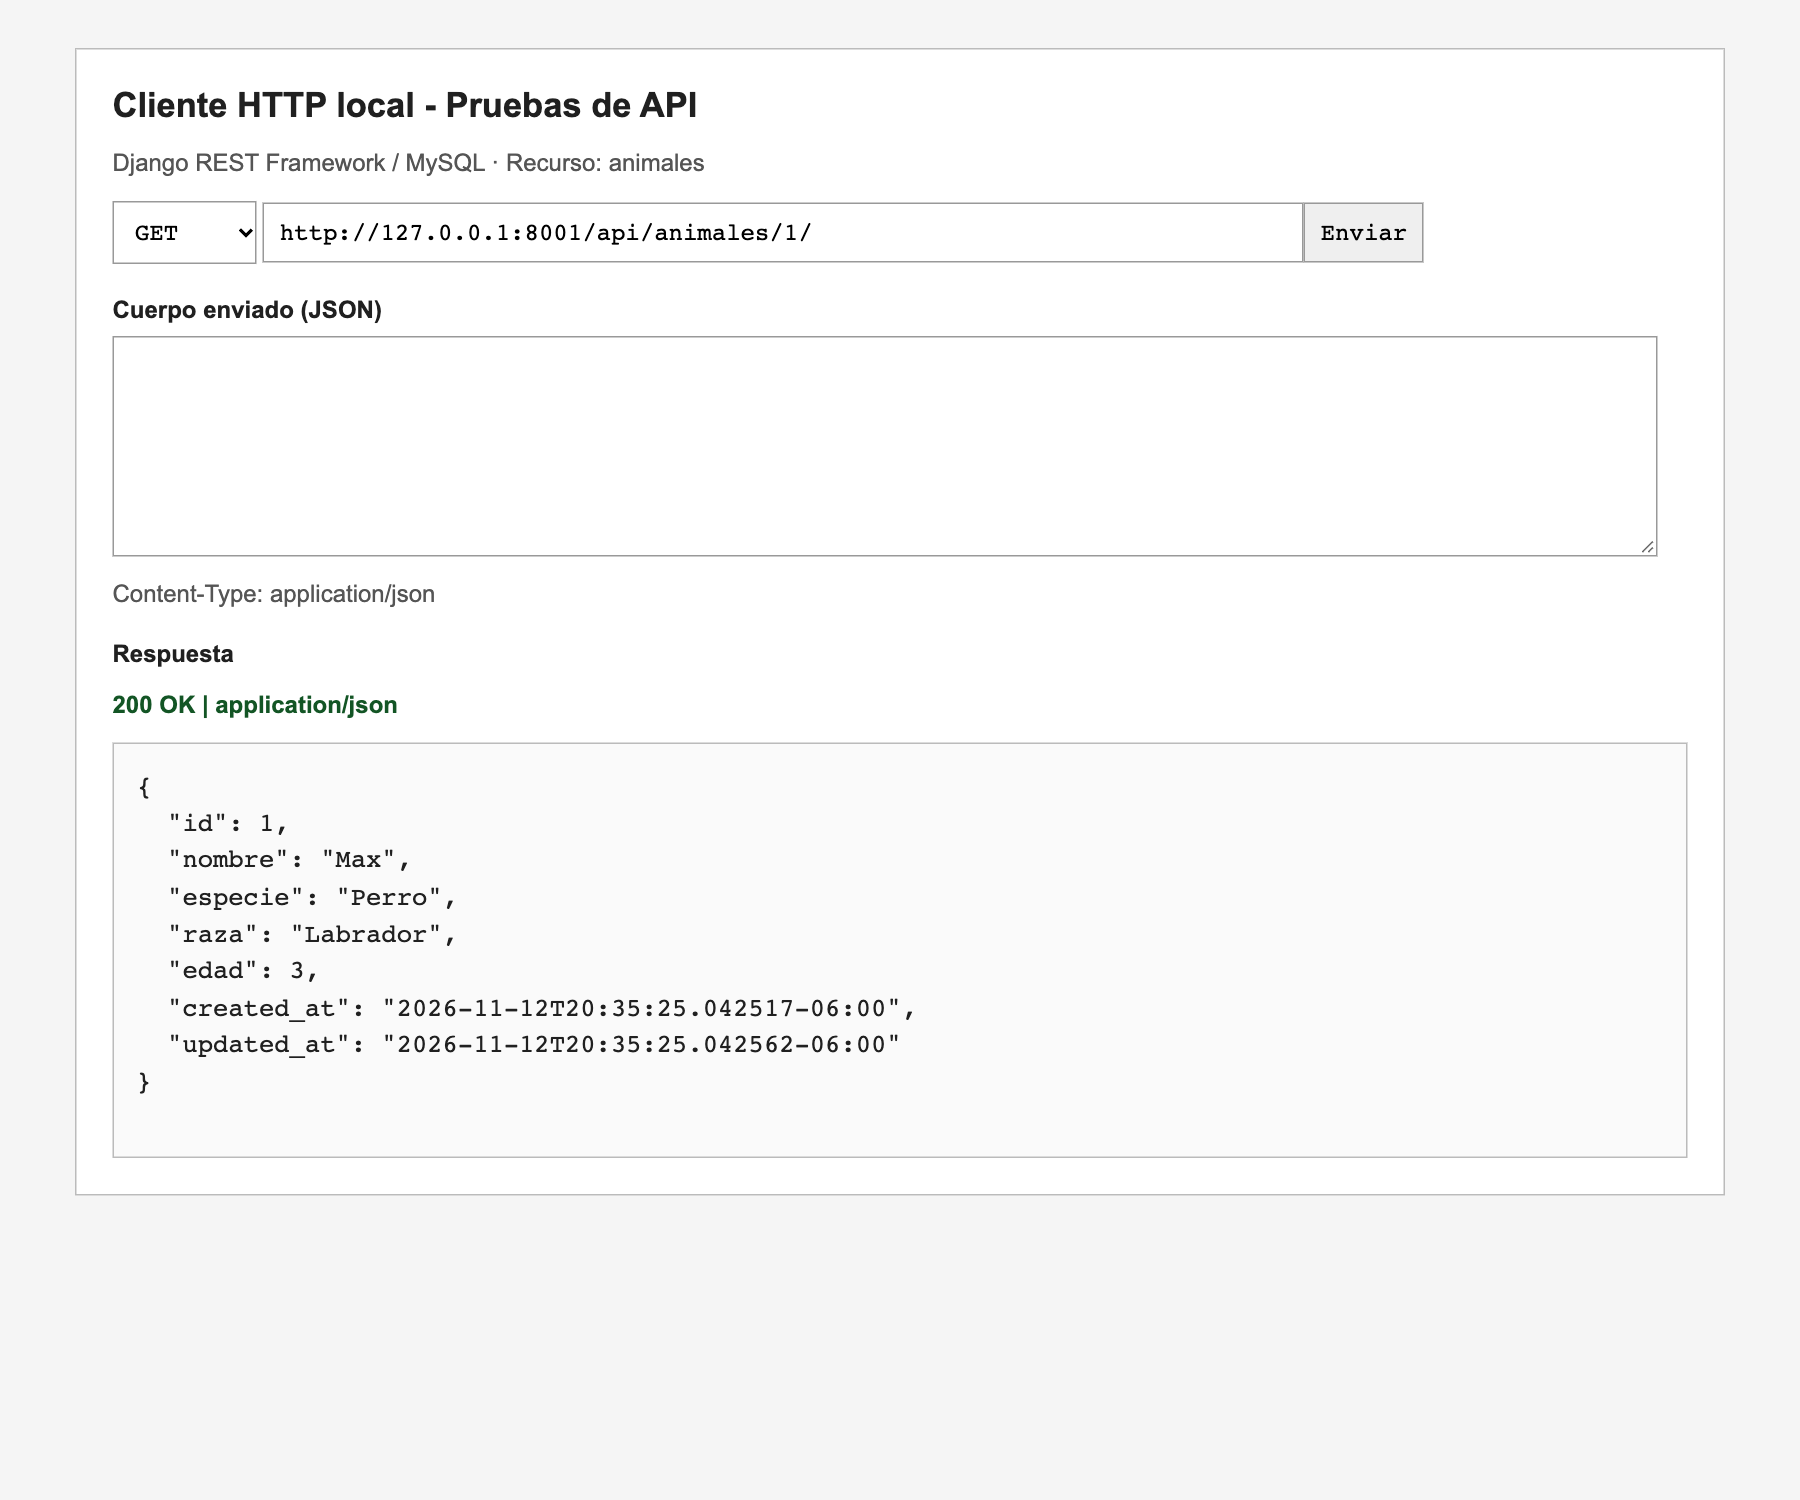 Cliente HTTP local - Pruebas de API
Django REST Framework / MySQL · Recurso: animales
GET http://127.0.0.1:8001/api/animales/1/ Enviar
Cuerpo enviado (JSON)
Content-Type: application/json
Respuesta
200 OK | application/json
{
  "id": 1,
  "nombre": "Max",
  "especie": "Perro",
  "raza": "Labrador",
  "edad": 3,
  "created_at": "2026-11-12T20:35:25.042517-06:00",
  "updated_at": "2026-11-12T20:35:25.042562-06:00"
}